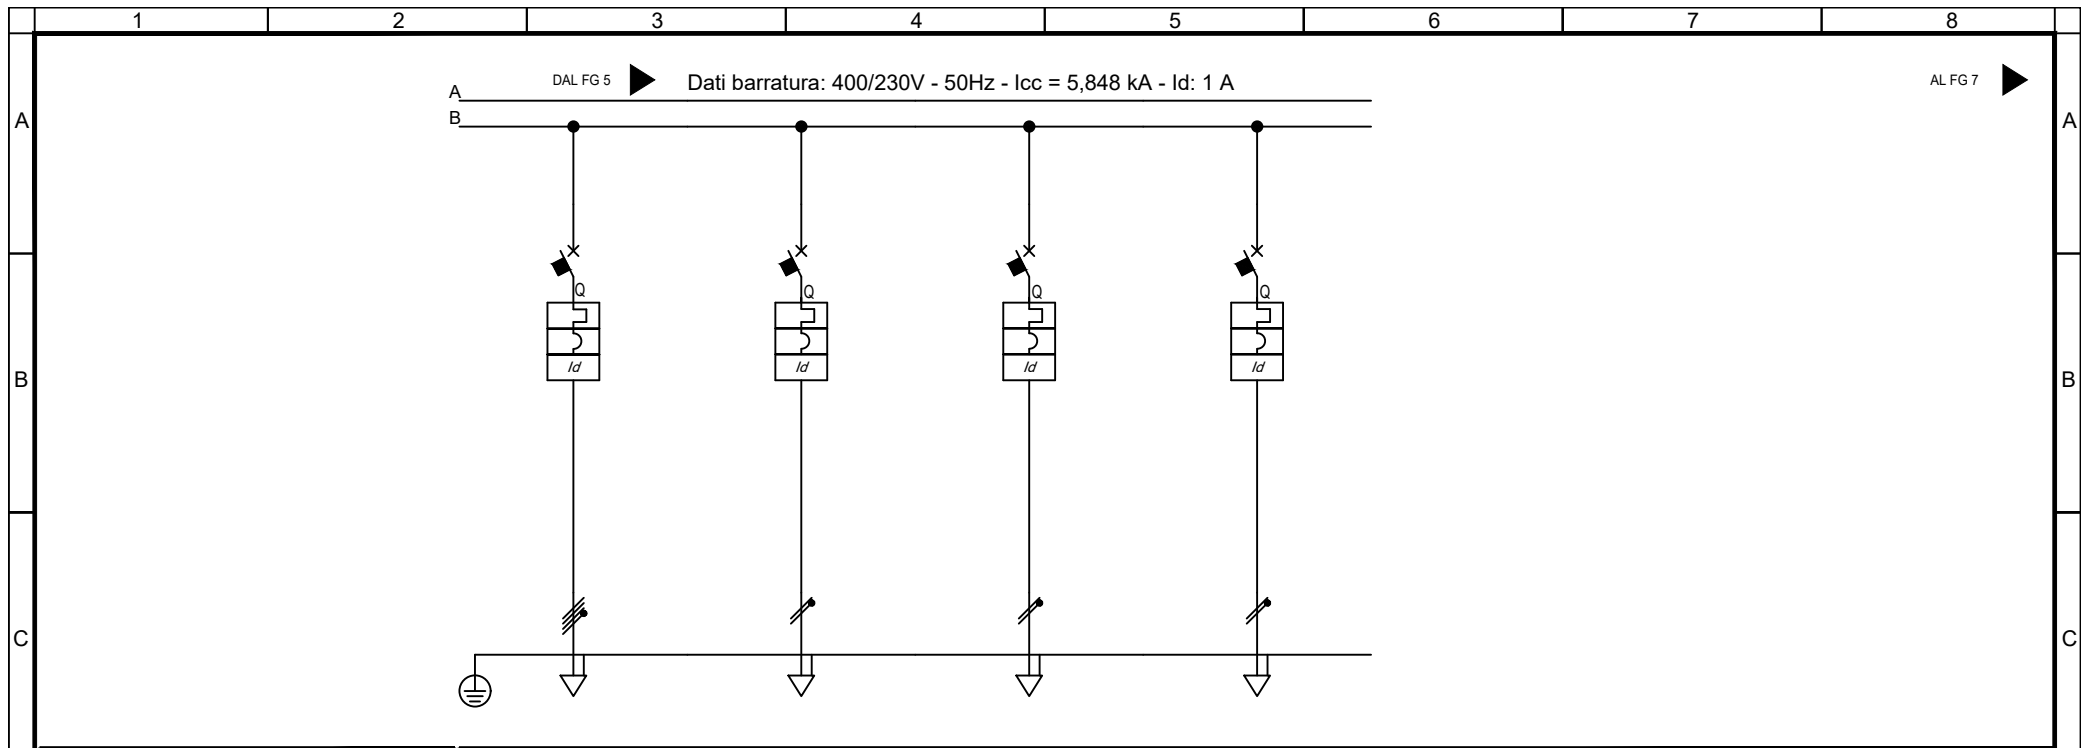 1 2 3 4 5 6 7 8
DAL FG 5 Dati barratura: 400/230V - 50Hz - Icc = 5,848 kA - Id: 1 A AL FG 7
A
B
A A
Q Q Q Q
Id Id Id Id
B B
C C